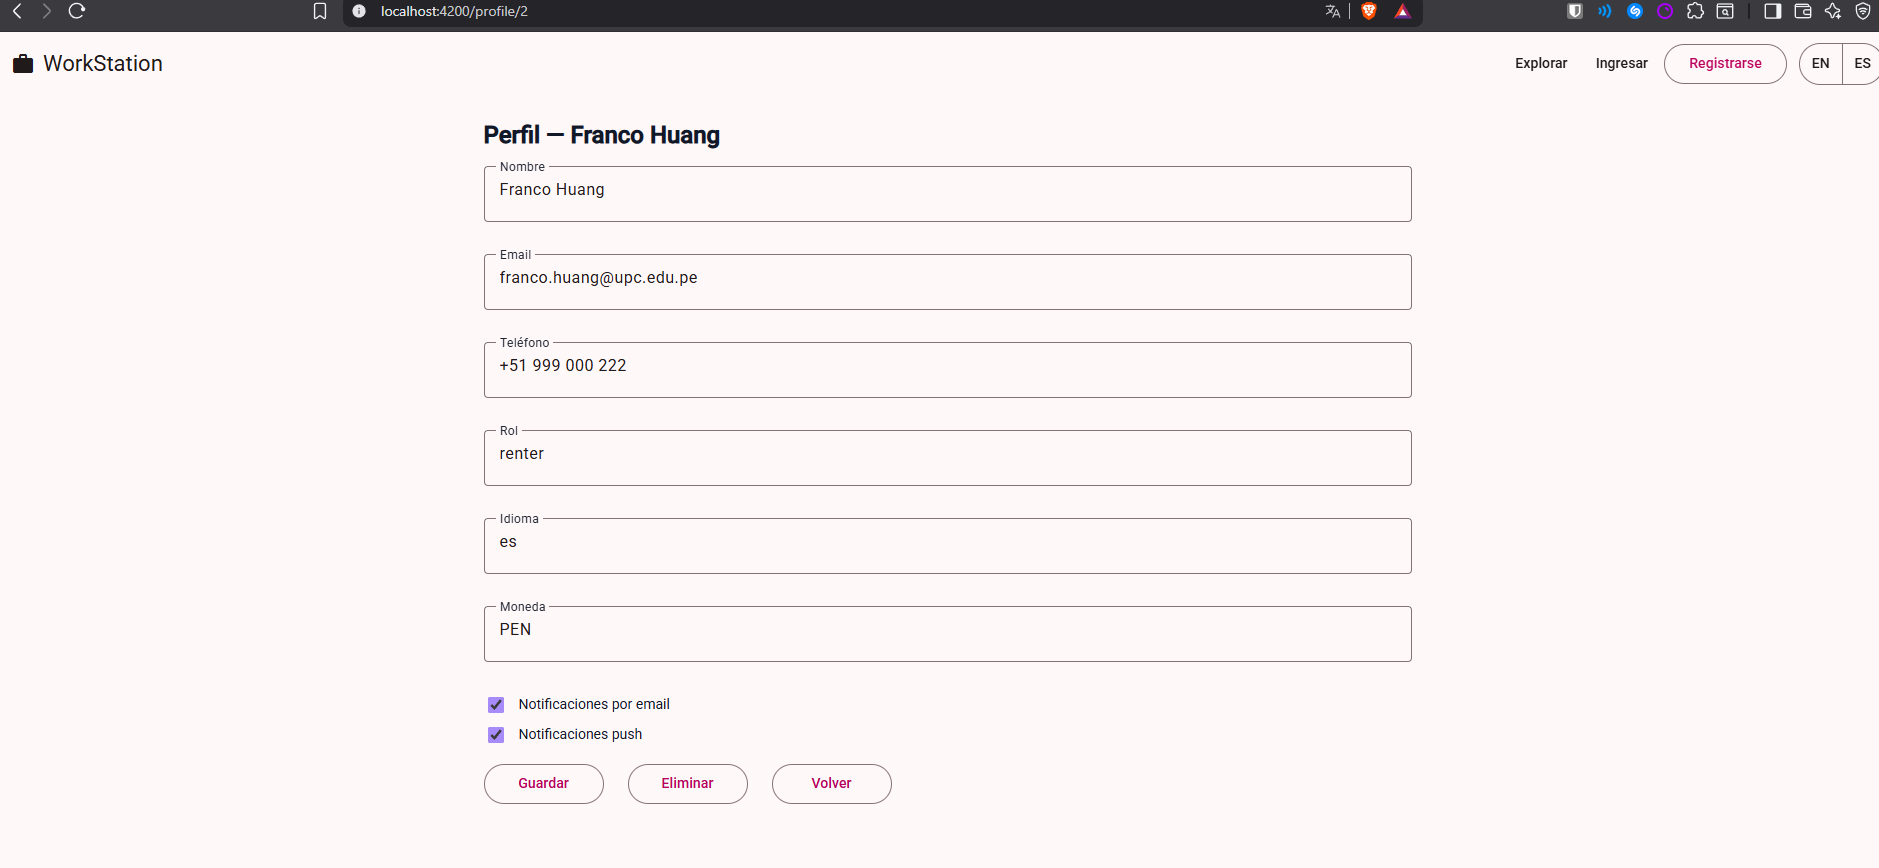 localhost:4200/profile/2
WorkStation
Explorar
Ingresar
Registrarse
EN
ES
Perfil — Franco Huang
Nombre
Franco Huang
Email
franco.huang@upc.edu.pe
Teléfono
+51 999 000 222
Rol
renter
Idioma
es
Moneda
PEN
Notificaciones por email
Notificaciones push
Guardar
Eliminar
Volver